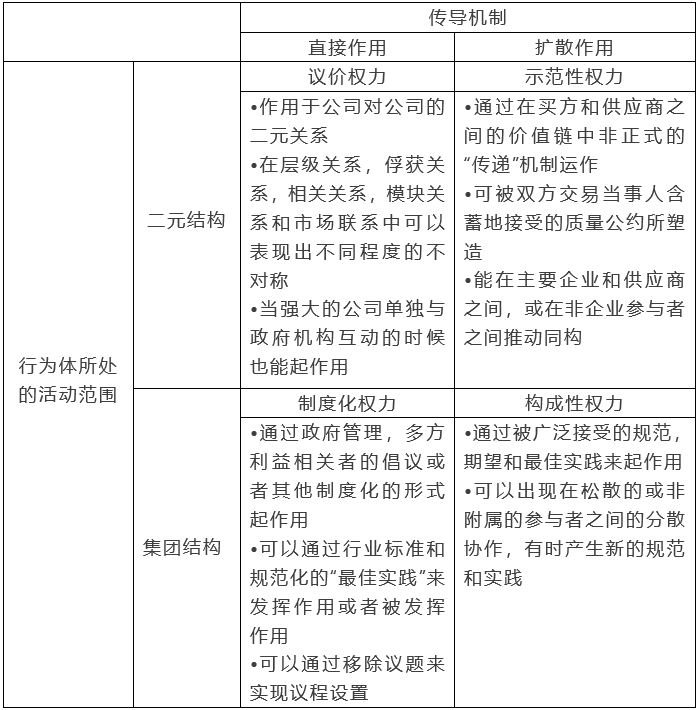 传导机制
直接作用
扩散作用
行为体所处
的活动范围
二元结构
议价权力
•作用于公司对公司的
二元关系
•在层级关系，俘获关
系，相关关系，模块关
系和市场联系中可以
表现出不同程度的不
对称
•当强大的公司单独与
政府机构互动的时候
也能起作用
示范性权力
•通过在买方和供应商之
间的价值链中非正式的
“传递”机制运作
•可被双方交易当事人含
蓄地接受的质量公约所塑
造
•能在主要企业和供应商
之间，或在非企业参与者
之间推动同构
集团结构
制度化权力
•通过政府管理，多方
利益相关者的倡议或
者其他制度化的形式
起作用
•可以通过行业标准和
规范化的“最佳实践”来
发挥作用或者被发挥
作用
•可以通过移除议题来
实现议程设置
构成性权力
•通过被广泛接受的规范，
期望和最佳实践来起作用
•可以出现在松散的或非
附属的参与者之间的分散
协作，有时产生新的规范
和实践